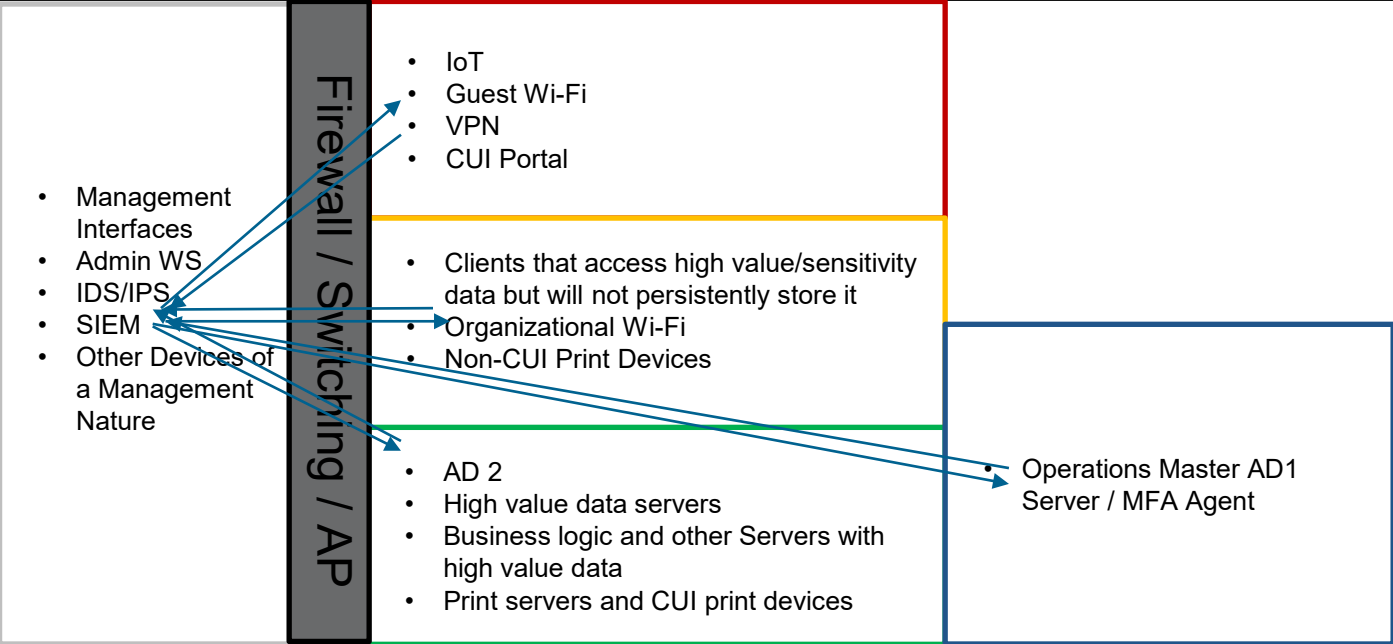 • Management
Interfaces
• Admin WS
• IDS/IPS
• SIEM
• Other Devices of
a Management
Nature
Firewall / Switching / AP
• IoT
• Guest Wi-Fi
• VPN
• CUI Portal
• Clients that access high value/sensitivity
data but will not persistently store it
• Organizational Wi-Fi
• Non-CUI Print Devices
• AD 2
• High value data servers
• Business logic and other Servers with
high value data
• Print servers and CUI print devices
• Operations Master AD1
Server / MFA Agent